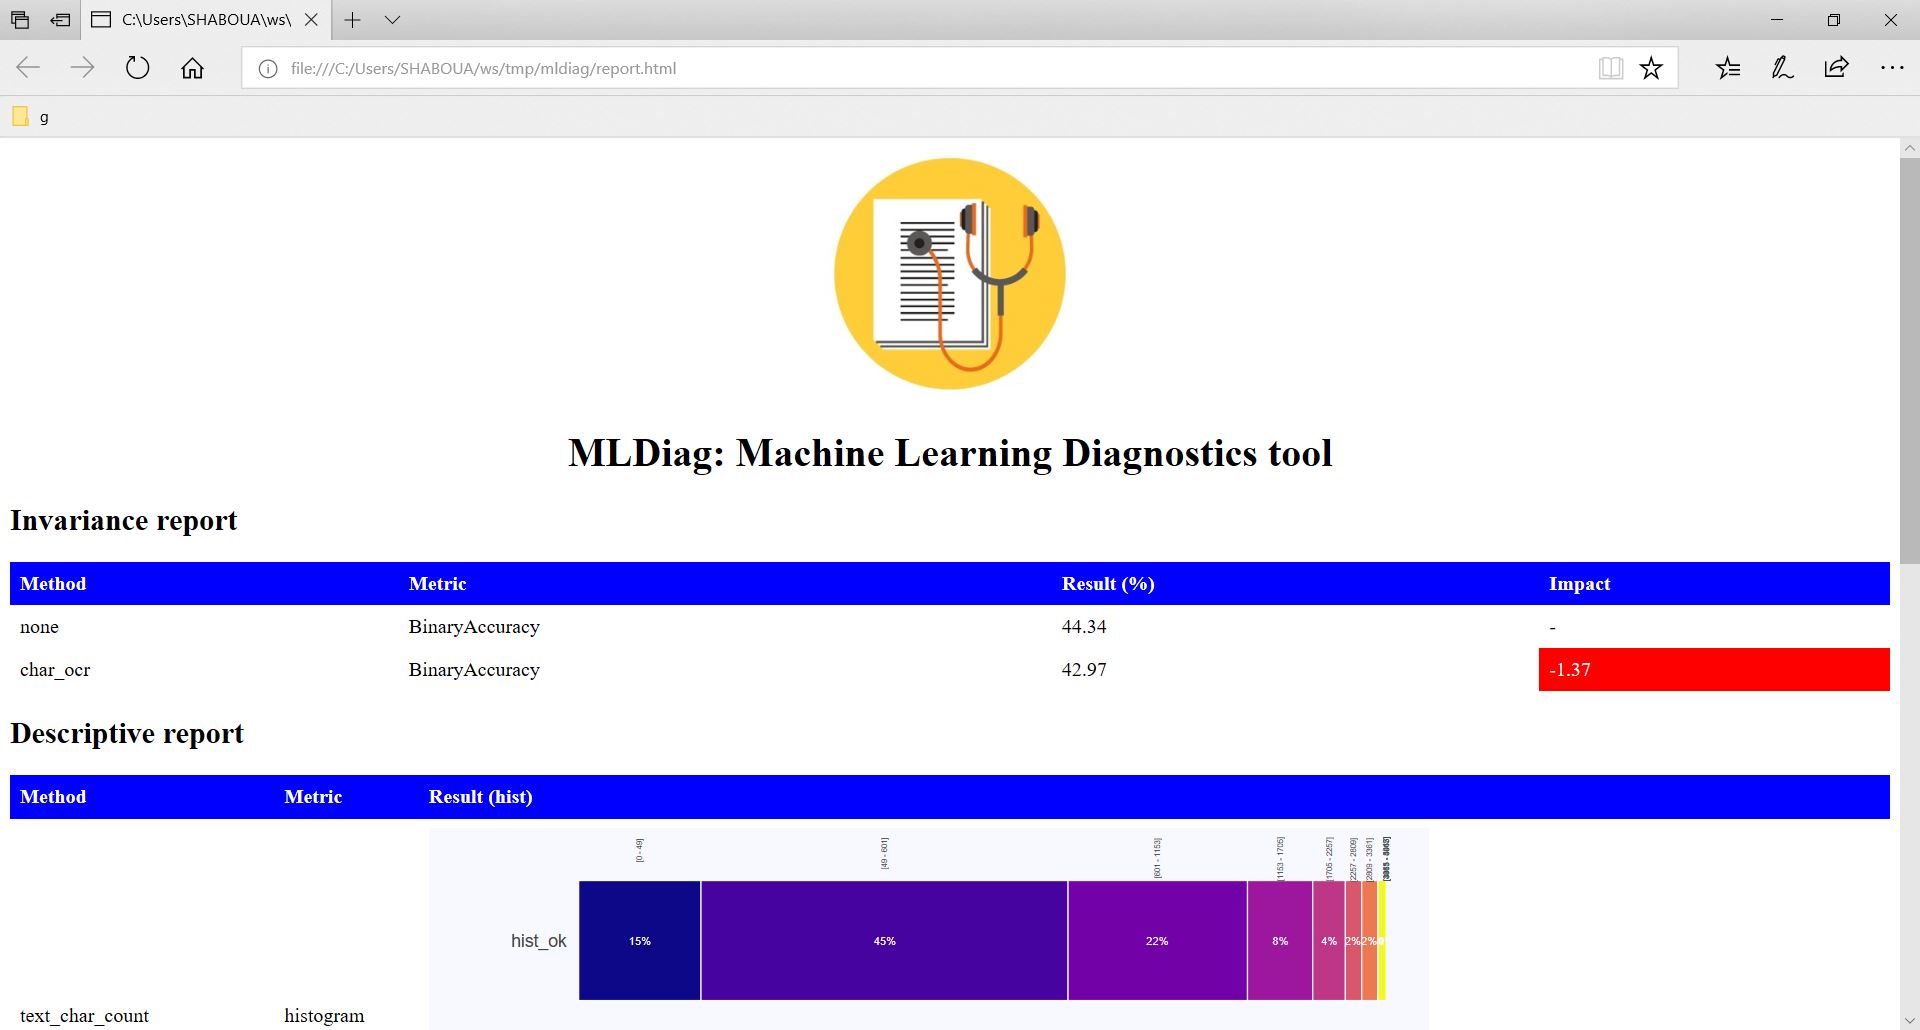 C:\Users\SHABOUA\ws\
file:///C:/Users/SHABOUA/ws/tmp/mldiag/report.html
g
MLDiag: Machine Learning Diagnostics tool
Invariance report
Method Metric Result (%) Impact
none BinaryAccuracy 44.34 -
char_ocr BinaryAccuracy 42.97 -1.37
Descriptive report
Method Metric Result (hist)
[0 - 49] [49 - 601] [601 - 1153] [1153 - 1705] [1705 - 2257] [2257 - 2809] [2809 - 3361]
hist_ok 15% 45% 22% 8% 4% 2% 2%
text_char_count histogram